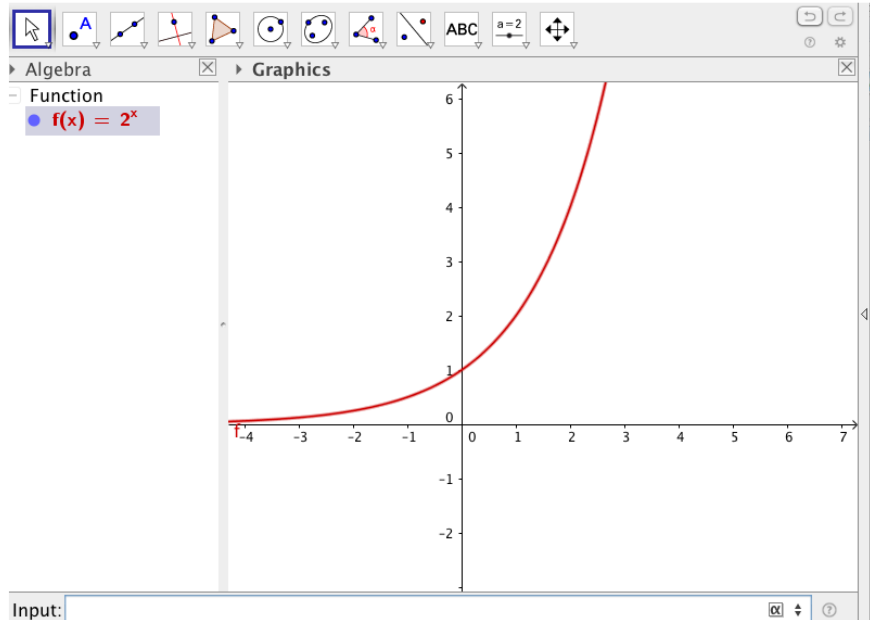 A
α
ABC
a=2
Algebra
Graphics
Function
f(x) = 2ˣ
6
5
4
3
2
1
0
f
-4 -3 -2 -1 0 1 2 3 4 5 6 7
-1
-2
Input:
α